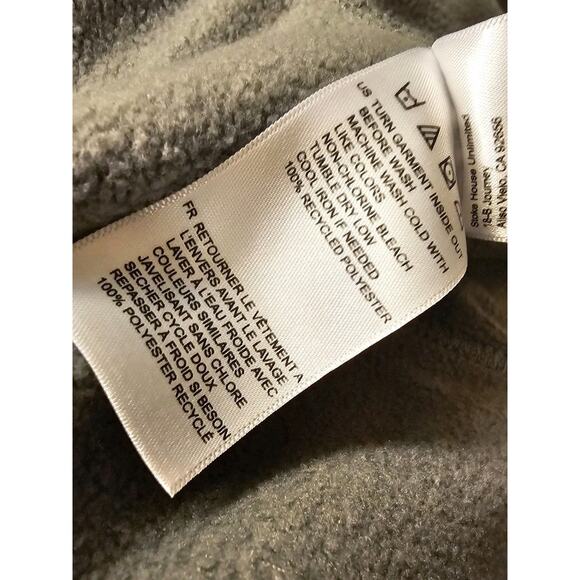 US TURN GARMENT INSIDE OUT
BEFORE WASH
MACHINE WASH COLD WITH
LIKE COLORS
NON-CHLORINE BLEACH
TUMBLE DRY LOW
COOL IRON IF NEEDED
100% RECYCLED POLYESTER
FR RETOURNER LE VÊTEMENT A
L'ENVERS AVANT LE LAVAGE
LAVER À L'EAU FROIDE AVEC
COULEURS SIMILAIRES
JAVELISANT SANS CHLORE
SECHER CYCLE DOUX
REPASSER À FROID SI BESOIN
100% POLYESTER RECYCLÉ
Stoke House Unlimited
18-B Journey
Aliso Viejo, CA 92656